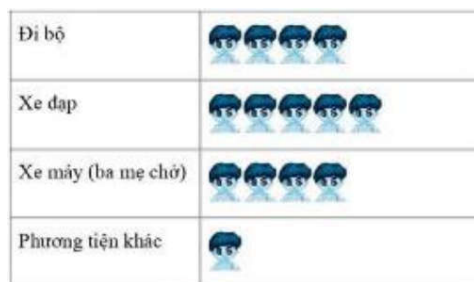 Đi bộ
Xe đạp
Xe máy (ba mẹ chở)
Phương tiện khác